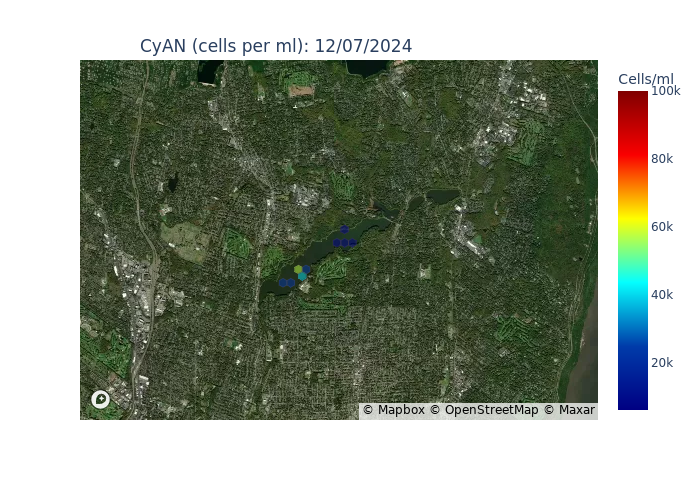 CyAN (cells per ml): 12/07/2024
Cells/ml
100k
80k
60k
40k
20k
© Mapbox © OpenStreetMap © Maxar